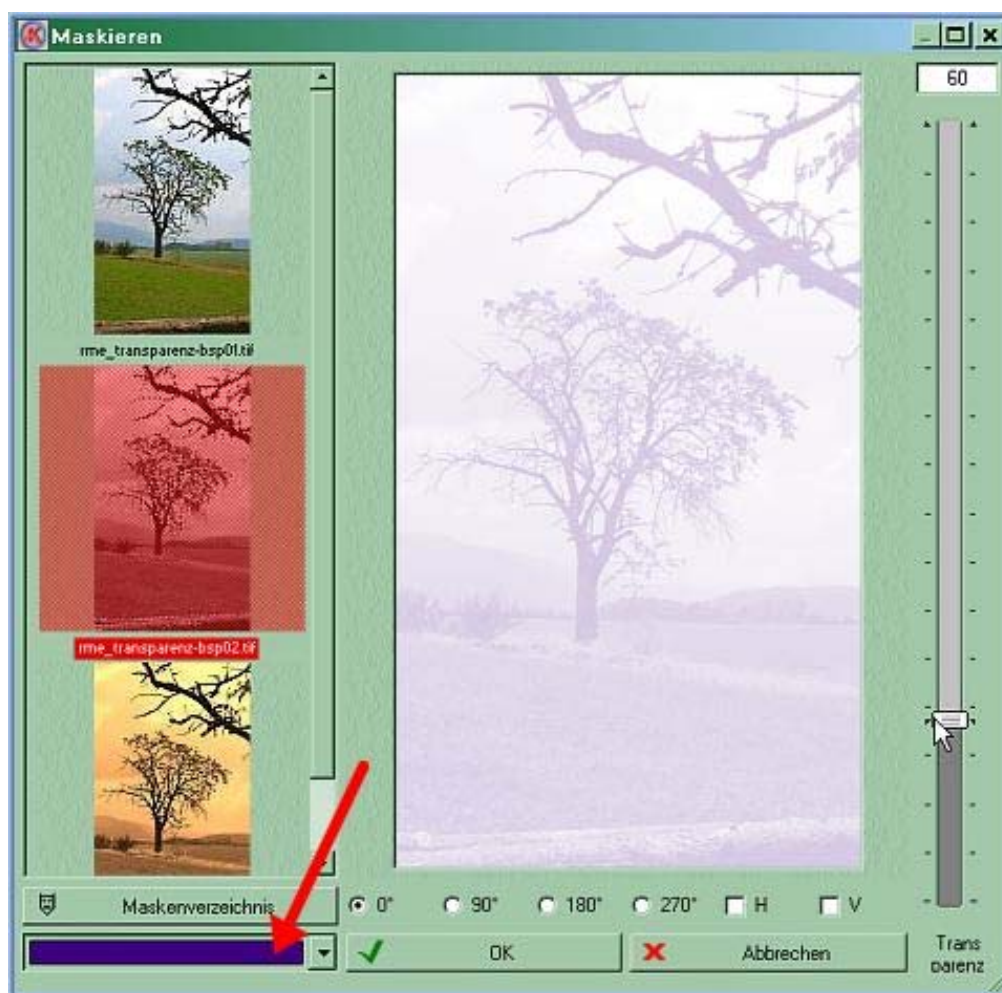 Maskieren
60
rme_transparenz-bsp01.tif
rme_transparenz-bsp02.tif
Maskenverzeichnis
0° 90° 180° 270° H V
OK
Abbrechen
Trans
parenz